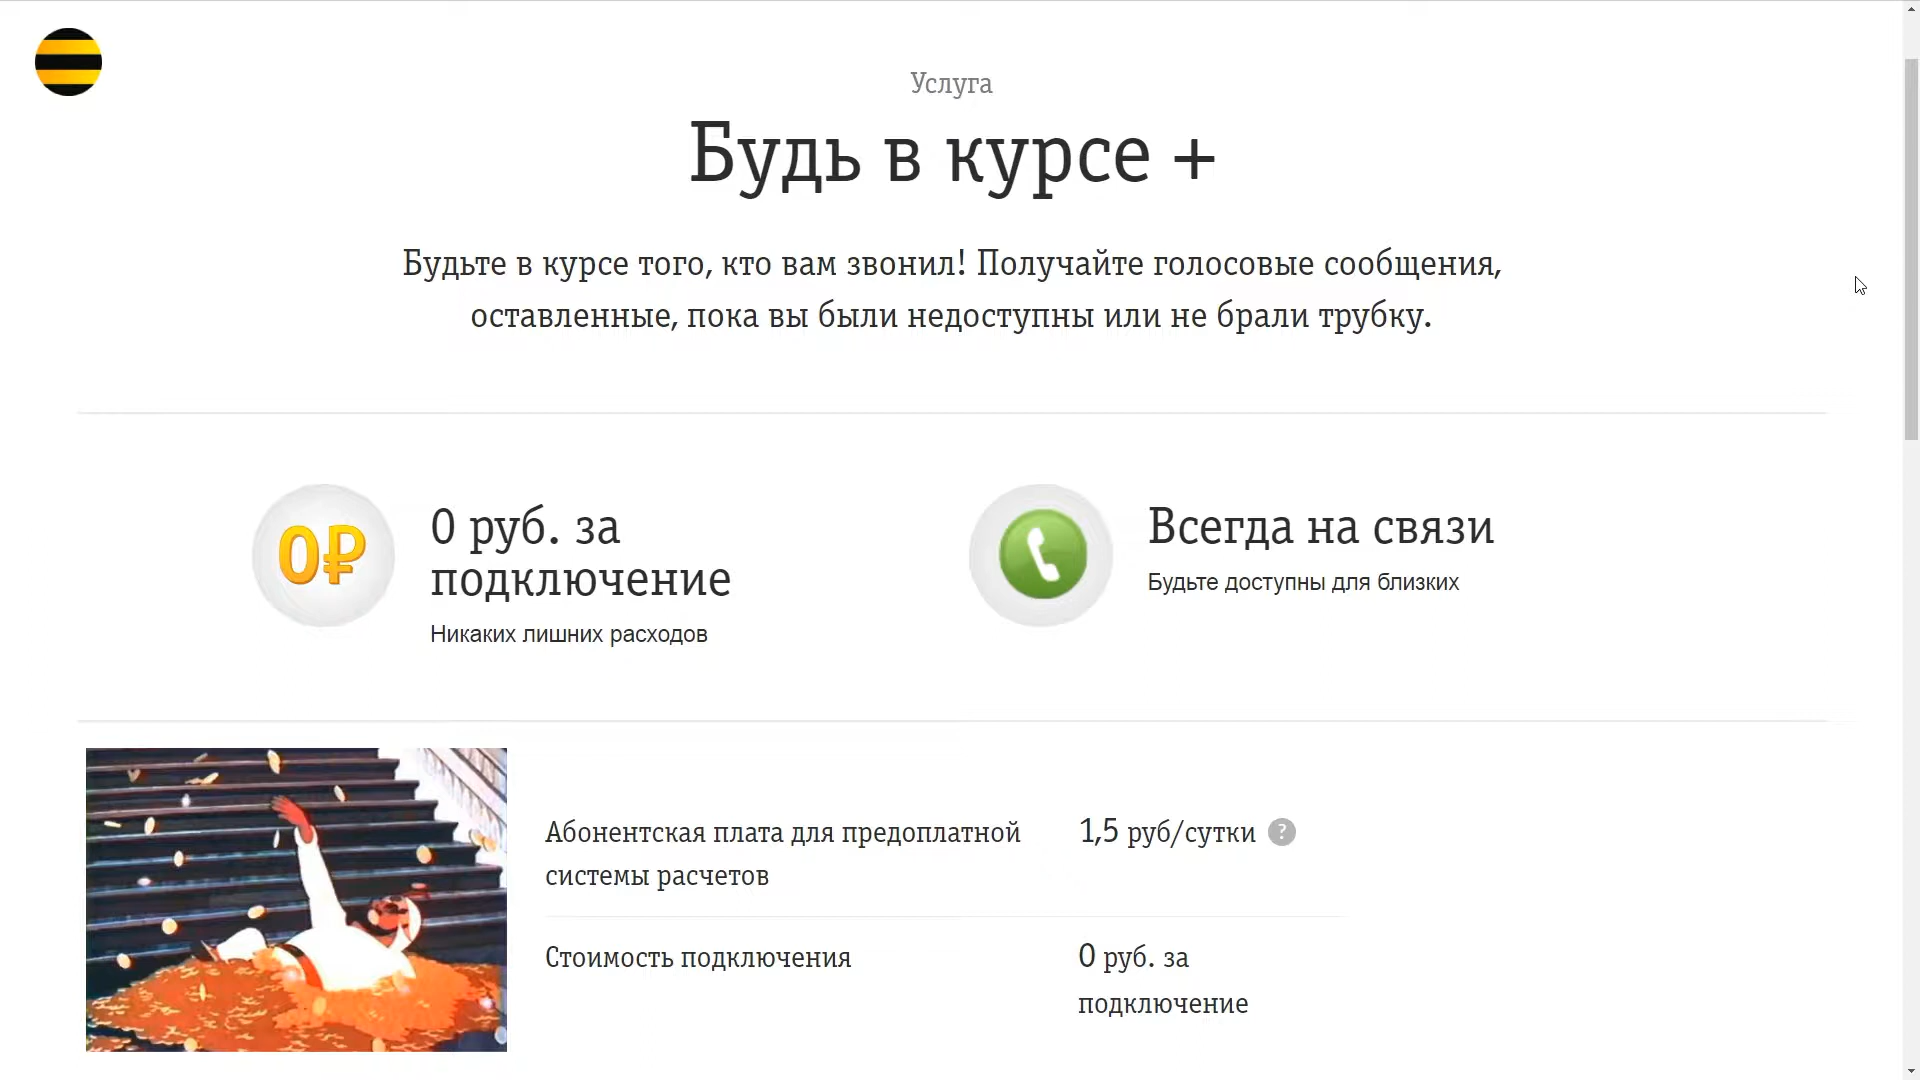 Услуга
Будь в курсе +
Будьте в курсе того, кто вам звонил! Получайте голосовые сообщения,
оставленные, пока вы были недоступны или не брали трубку.
0₽
0 руб. за
подключение
Никаких лишних расходов
Всегда на связи
Будьте доступны для близких
Абонентская плата для предоплатной
системы расчетов
1,5 руб/сутки ?
Стоимость подключения
0 руб. за
подключение